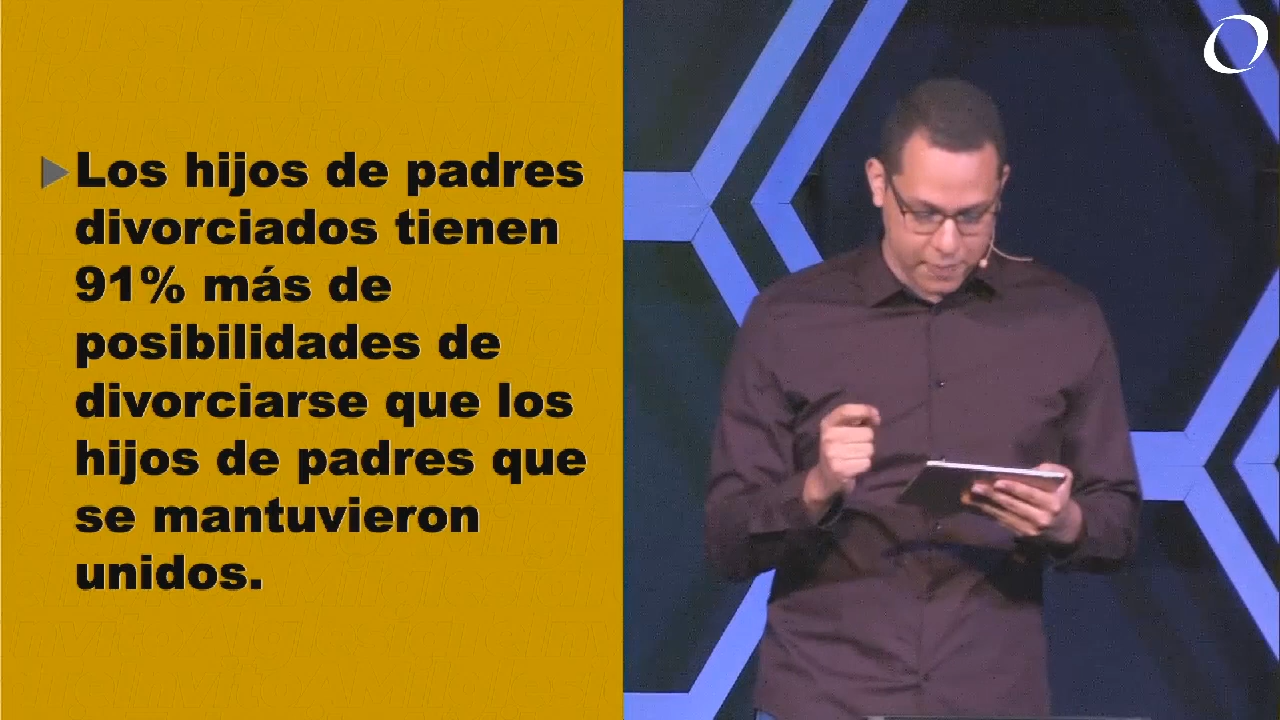 Los hijos de padres
divorciados tienen
91% más de
posibilidades de
divorciarse que los
hijos de padres que
se mantuvieron
unidos.